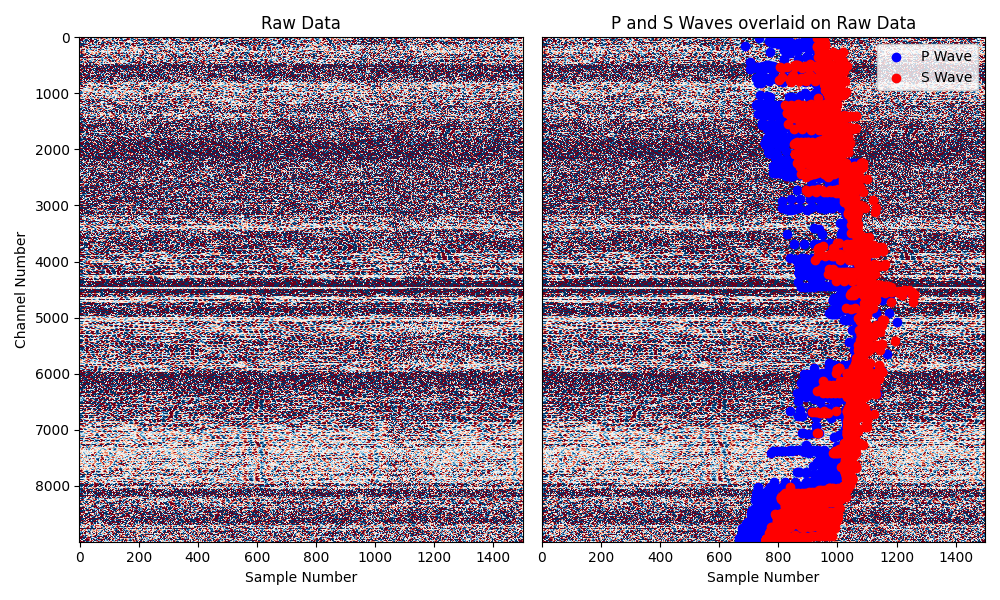 Raw Data
P and S Waves overlaid on Raw Data
Channel Number
0
1000
2000
3000
4000
5000
6000
7000
8000
0 200 400 600 800 1000 1200 1400
Sample Number
P Wave
S Wave
0 200 400 600 800 1000 1200 1400
Sample Number